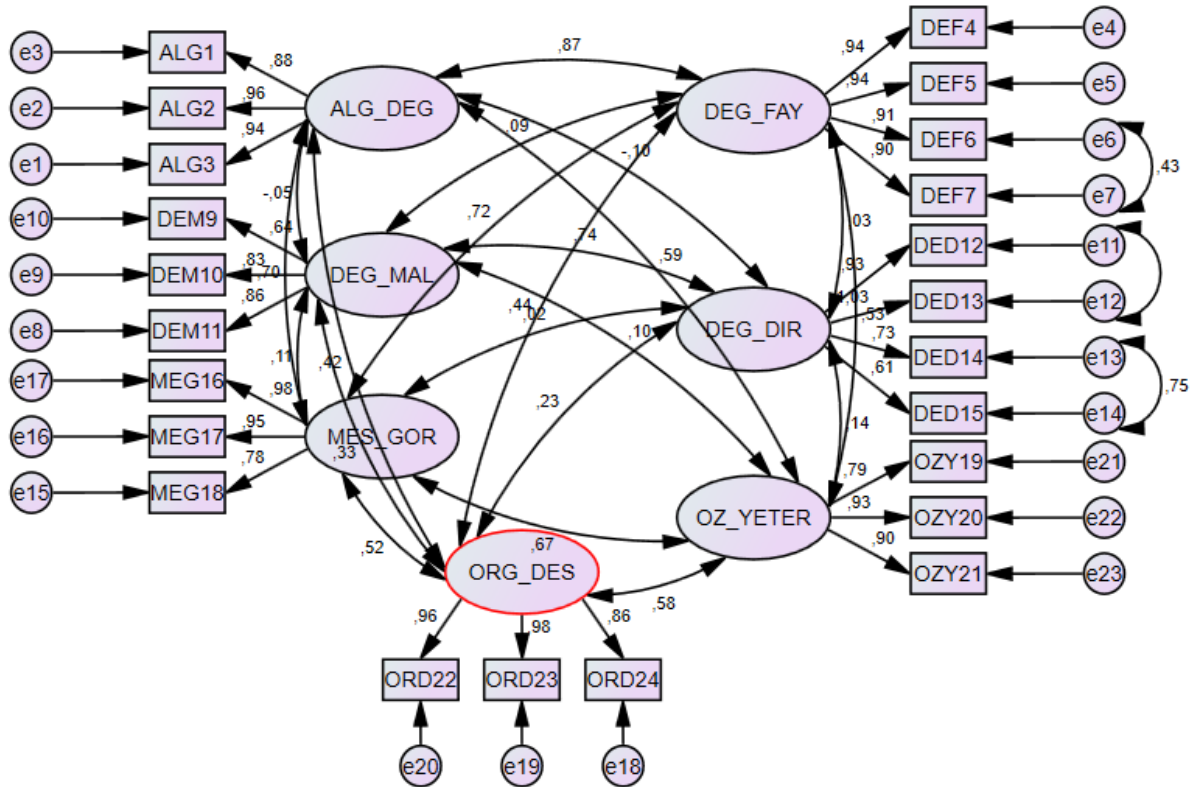 e3 ALG1 ,88
e2 ALG2 ,96
e1 ALG3 ,94
ALG_DEG
,87
DEG_FAY
,94 DEF4 e4
,94 DEF5 e5
,91 DEF6 e6
,90 DEF7 e7
,43
,09
-,10
-,05
e10 DEM9 ,64
e9 DEM10 ,83
e8 DEM11 ,86
,70
DEG_MAL
,72
,74
,59
,03
,93 DED12 e11
DED13 e12
,53
,73 DED14 e13
,61 DED15 e14
,75
DEG_DIR
,44
,02
,10
,11
,42
,23
,14
e17 MEG16 ,98
e16 MEG17 ,95
e15 MEG18 ,78
MES_GOR
,33
,79 OZY19 e21
,93 OZY20 e22
,90 OZY21 e23
OZ_YETER
,52
,67
,58
ORG_DES
,96 ,98 ,86
ORD22 ORD23 ORD24
e20 e19 e18